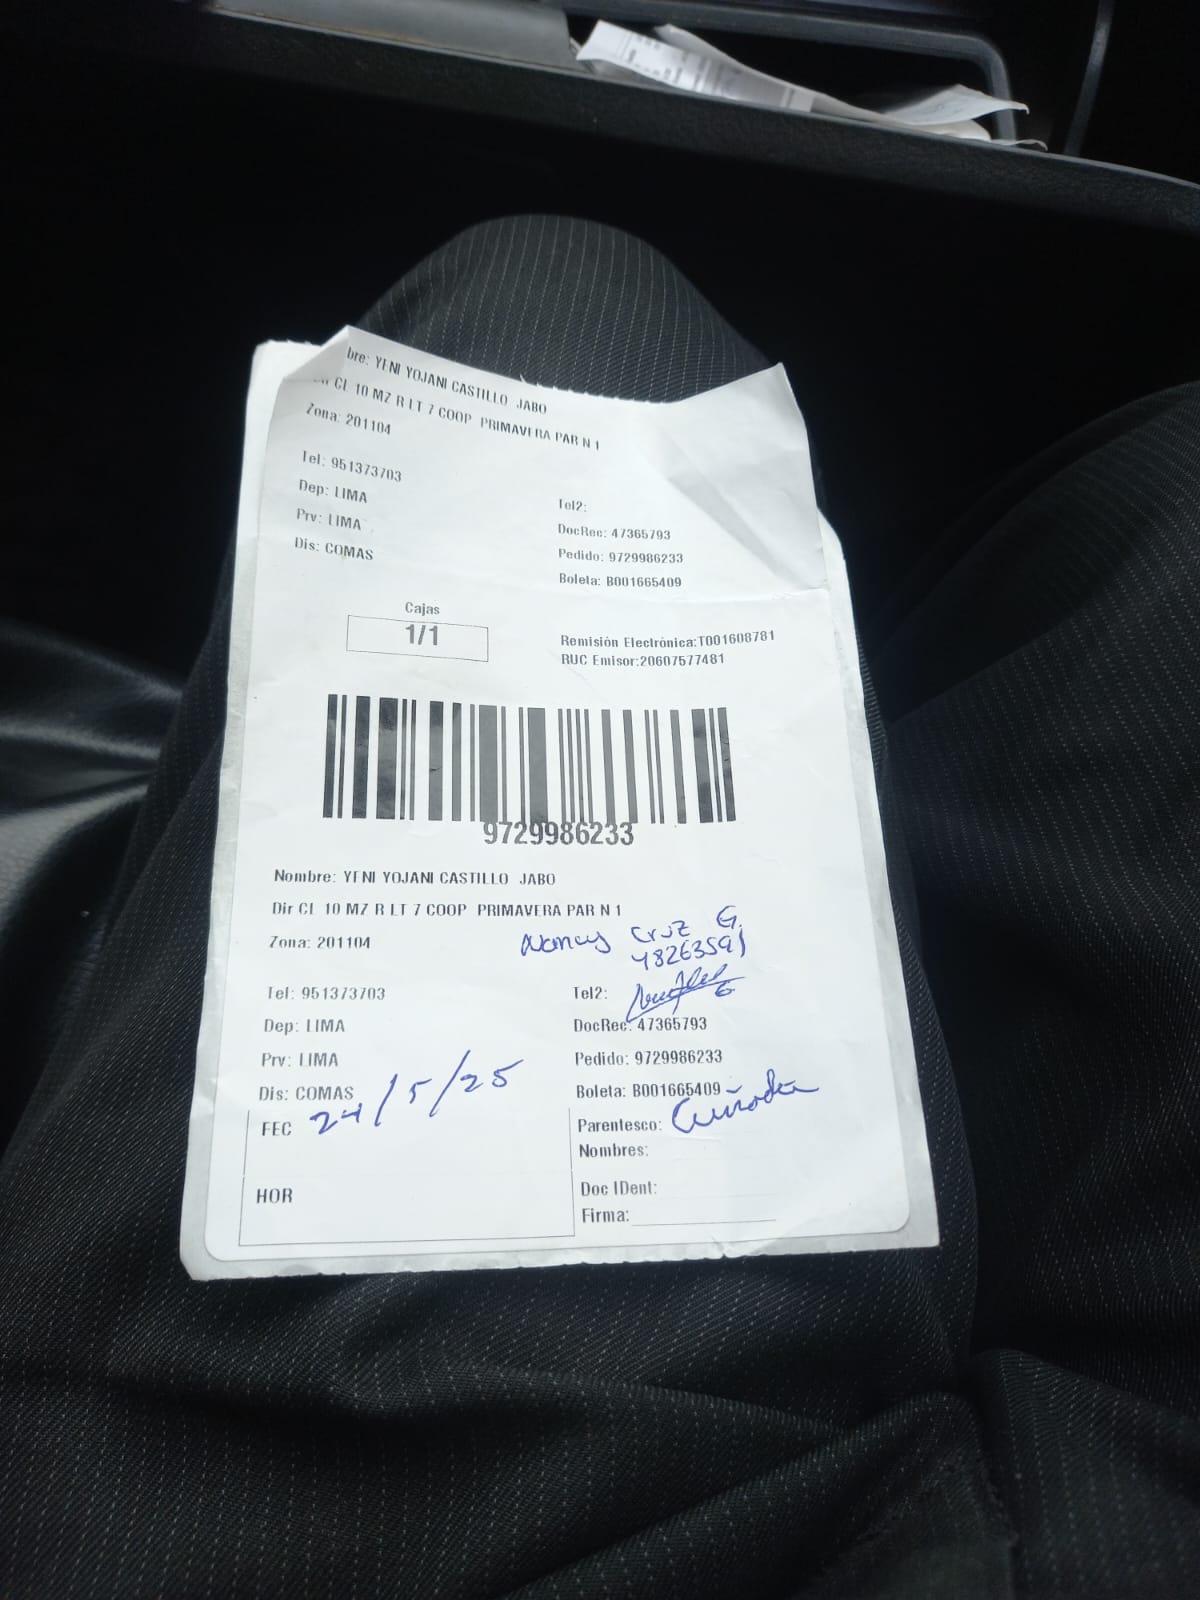 bre: YENI YOJANI CASTILLO JABO
Dir CL 10 MZ R LT 7 COOP PRIMAVERA PAR N 1
Zona: 201104
Tel: 951373703
Tel2:
Dep: LIMA
DocRec: 47365793
Prv: LIMA
Pedido: 9729986233
Dis: COMAS
Boleta: B001665409
Cajas
1/1
Remisión Electrónica:T001608781
RUC Emisor:20607577481
9729986233
Nombre: YENI YOJANI CASTILLO JABO
Dir CL 10 MZ R LT 7 COOP PRIMAVERA PAR N 1
Zona: 201104
Nancy Cruz G.
48263591
Tel: 951373703
Tel2:
Dep: LIMA
DocRec: 47365793
Prv: LIMA
Pedido: 9729986233
Dis: COMAS
Boleta: B001665409
FEC 24/5/25
Parentesco: Cuñada
Nombres:
HOR
Doc IDent:
Firma: